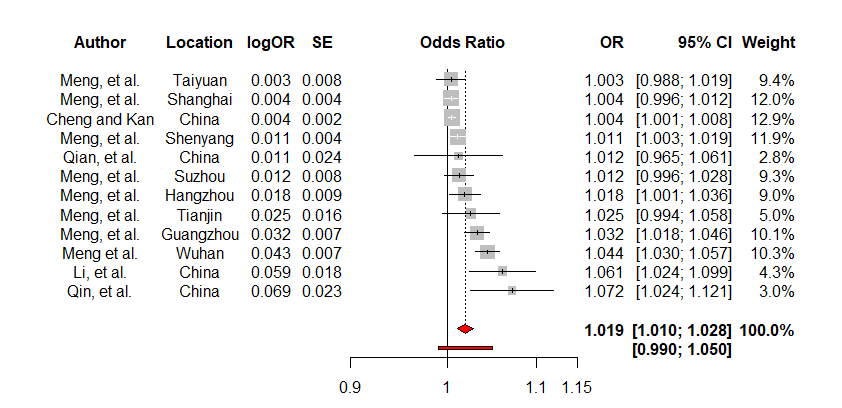 Author Location logOR SE Odds Ratio OR 95% CI Weight
Meng, et al. Taiyuan 0.003 0.008 1.003 [0.988; 1.019] 9.4%
Meng, et al. Shanghai 0.004 0.004 1.004 [0.996; 1.012] 12.0%
Cheng and Kan China 0.004 0.002 1.004 [1.001; 1.008] 12.9%
Meng, et al. Shenyang 0.011 0.004 1.011 [1.003; 1.019] 11.9%
Qian, et al. China 0.011 0.024 1.012 [0.965; 1.061] 2.8%
Meng, et al. Suzhou 0.012 0.008 1.012 [0.996; 1.028] 9.3%
Meng, et al. Hangzhou 0.018 0.009 1.018 [1.001; 1.036] 9.0%
Meng, et al. Tianjin 0.025 0.016 1.025 [0.994; 1.058] 5.0%
Meng, et al. Guangzhou 0.032 0.007 1.032 [1.018; 1.046] 10.1%
Meng et al. Wuhan 0.043 0.007 1.044 [1.030; 1.057] 10.3%
Li, et al. China 0.059 0.018 1.061 [1.024; 1.099] 4.3%
Qin, et al. China 0.069 0.023 1.072 [1.024; 1.121] 3.0%
1.019 [1.010; 1.028] 100.0%
[0.990; 1.050]
0.9 1 1.1 1.15